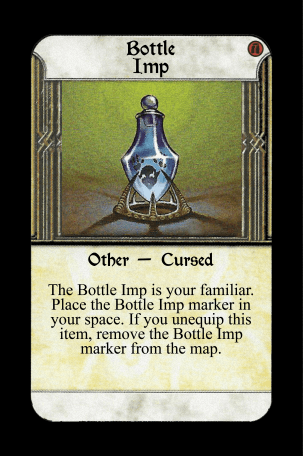 Bottle
Imp
Other — Cursed
The Bottle Imp is your familiar.
Place the Bottle Imp marker in
your space. If you unequip this
item, remove the Bottle Imp
marker from the map.